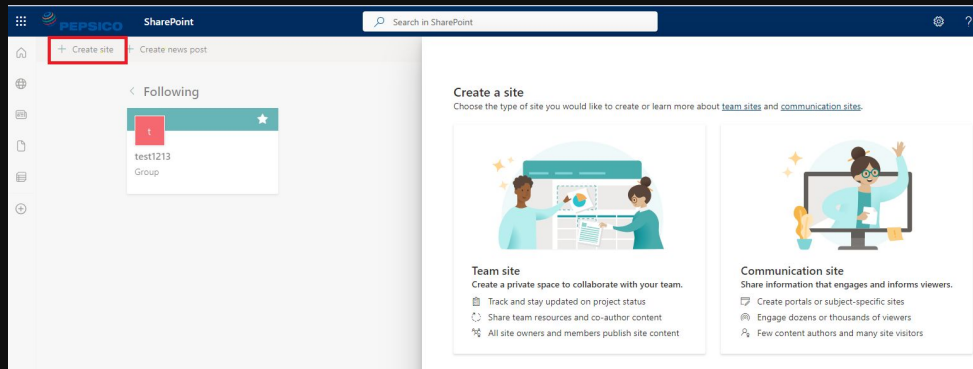 PEPSICO
SharePoint
Search in SharePoint
?
+ Create site
+ Create news post
< Following
t
test1213
Group
Create a site
Choose the type of site you would like to create or learn more about team sites and communication sites.
Team site
Create a private space to collaborate with your team.
Track and stay updated on project status
Share team resources and co-author content
All site owners and members publish site content
Communication site
Share information that engages and informs viewers.
Create portals or subject-specific sites
Engage dozens or thousands of viewers
Few content authors and many site visitors